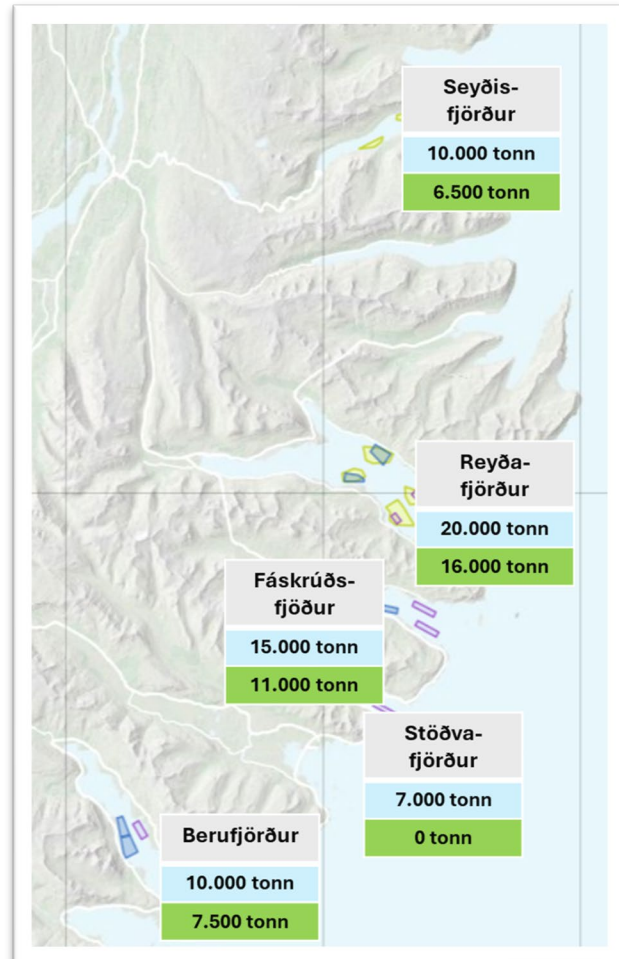 Seyðis-
fjörður
10.000 tonn
6.500 tonn
Reyða-
fjörður
20.000 tonn
16.000 tonn
Fáskrúðs-
fjöður
15.000 tonn
11.000 tonn
Stöðva-
fjörður
7.000 tonn
0 tonn
Berufjörður
10.000 tonn
7.500 tonn